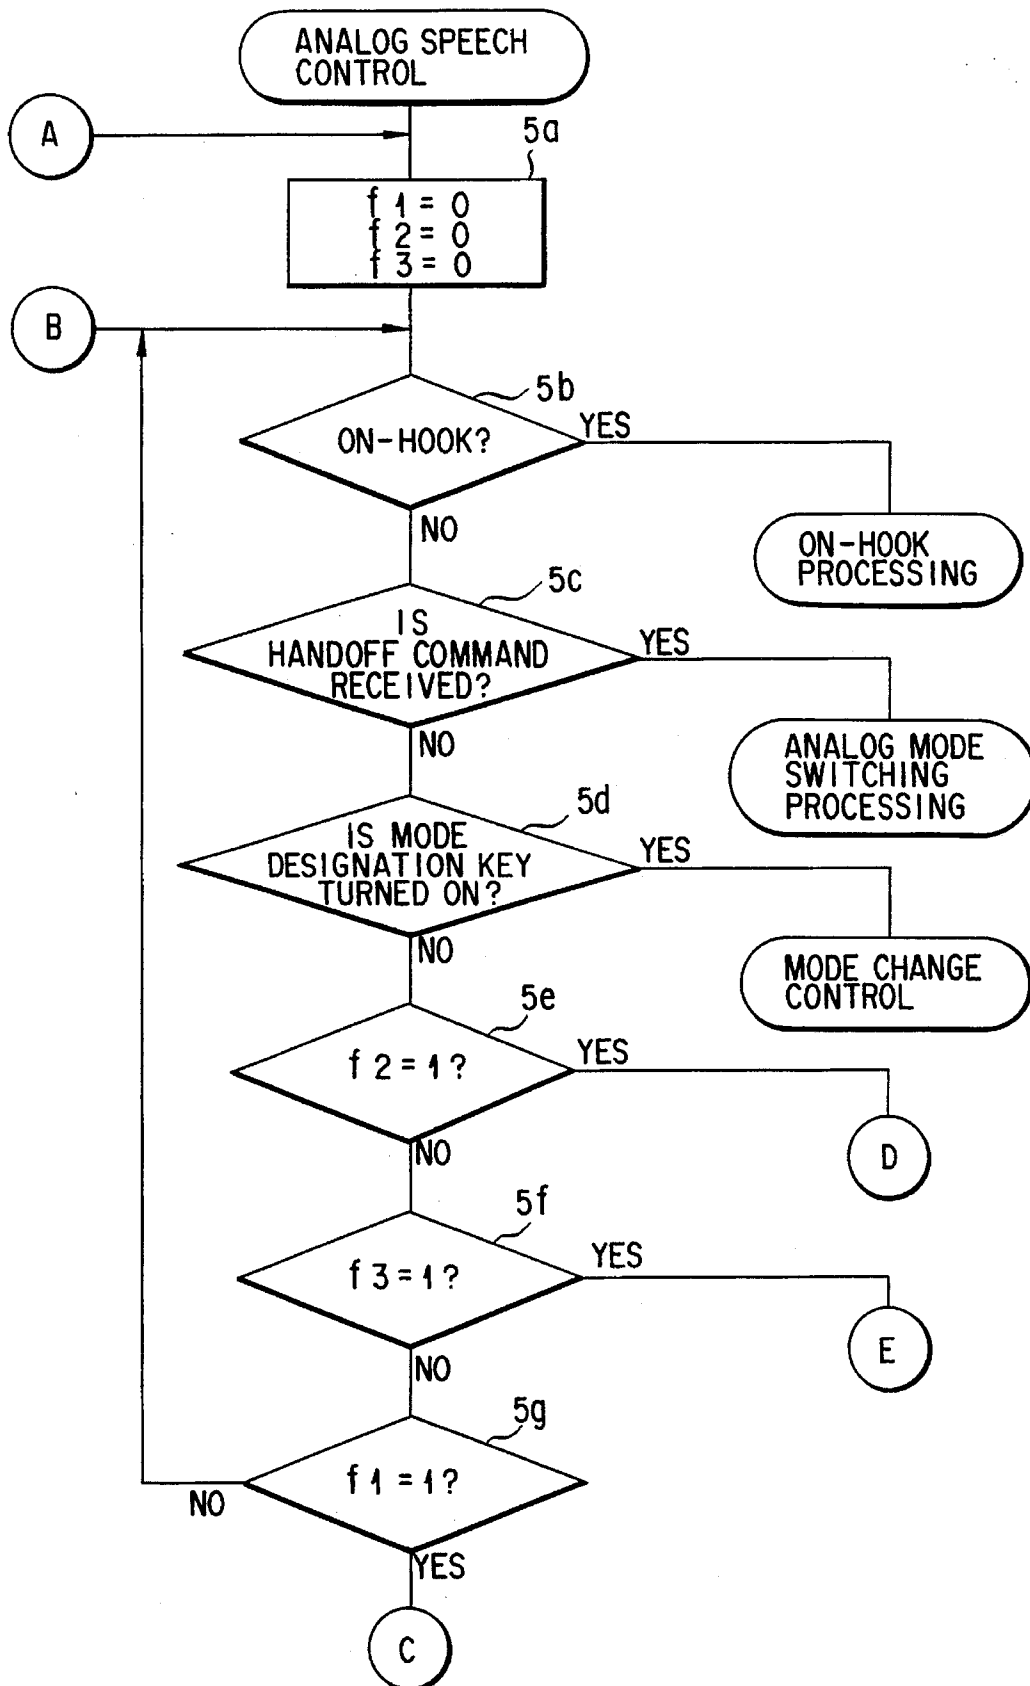 ANALOG SPEECH
CONTROL
A
5a
f1=0
f2=0
f3=0
B
5b
ON-HOOK?
YES
NO
ON-HOOK
PROCESSING
5c
IS
HANDOFF COMMAND
RECEIVED?
YES
NO
ANALOG MODE
SWITCHING
PROCESSING
5d
IS MODE
DESIGNATION KEY
TURNED ON?
YES
NO
MODE CHANGE
CONTROL
5e
f2=1?
YES
NO
D
5f
f3=1?
YES
NO
E
5g
f1=1?
NO
YES
C